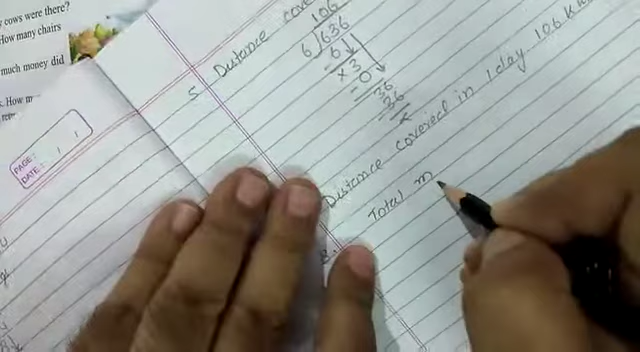 y cows were there?
How many chairs
much money did
. How m
PAGE:
DATE:
5. Distance cove
106
6)636
- 6
× 3
- 0
36
- 36
×
Distance covered in 1 day 106 Km
8. Total m